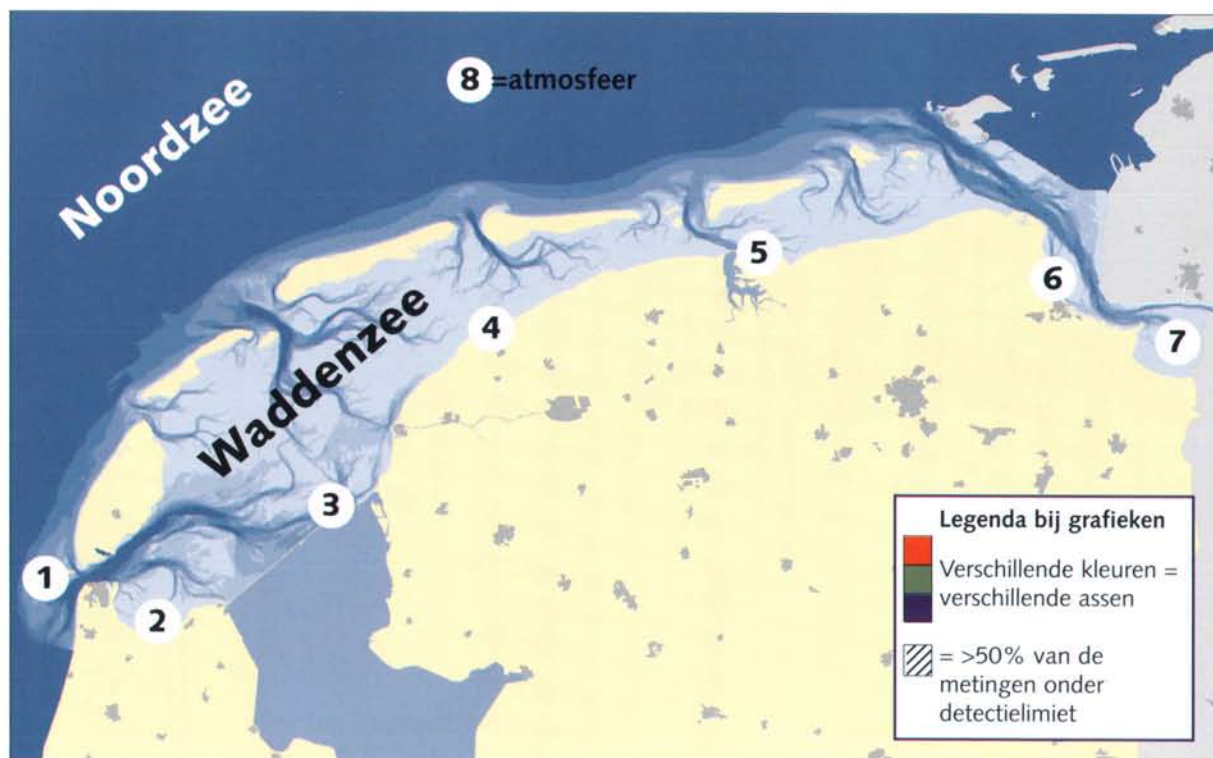 8 =atmosfeer
Noordzee
Waddenzee
5
6
4
7
3
1
2
Legenda bij grafieken
Verschillende kleuren =
verschillende assen
= >50% van de
metingen onder
detectielimiet